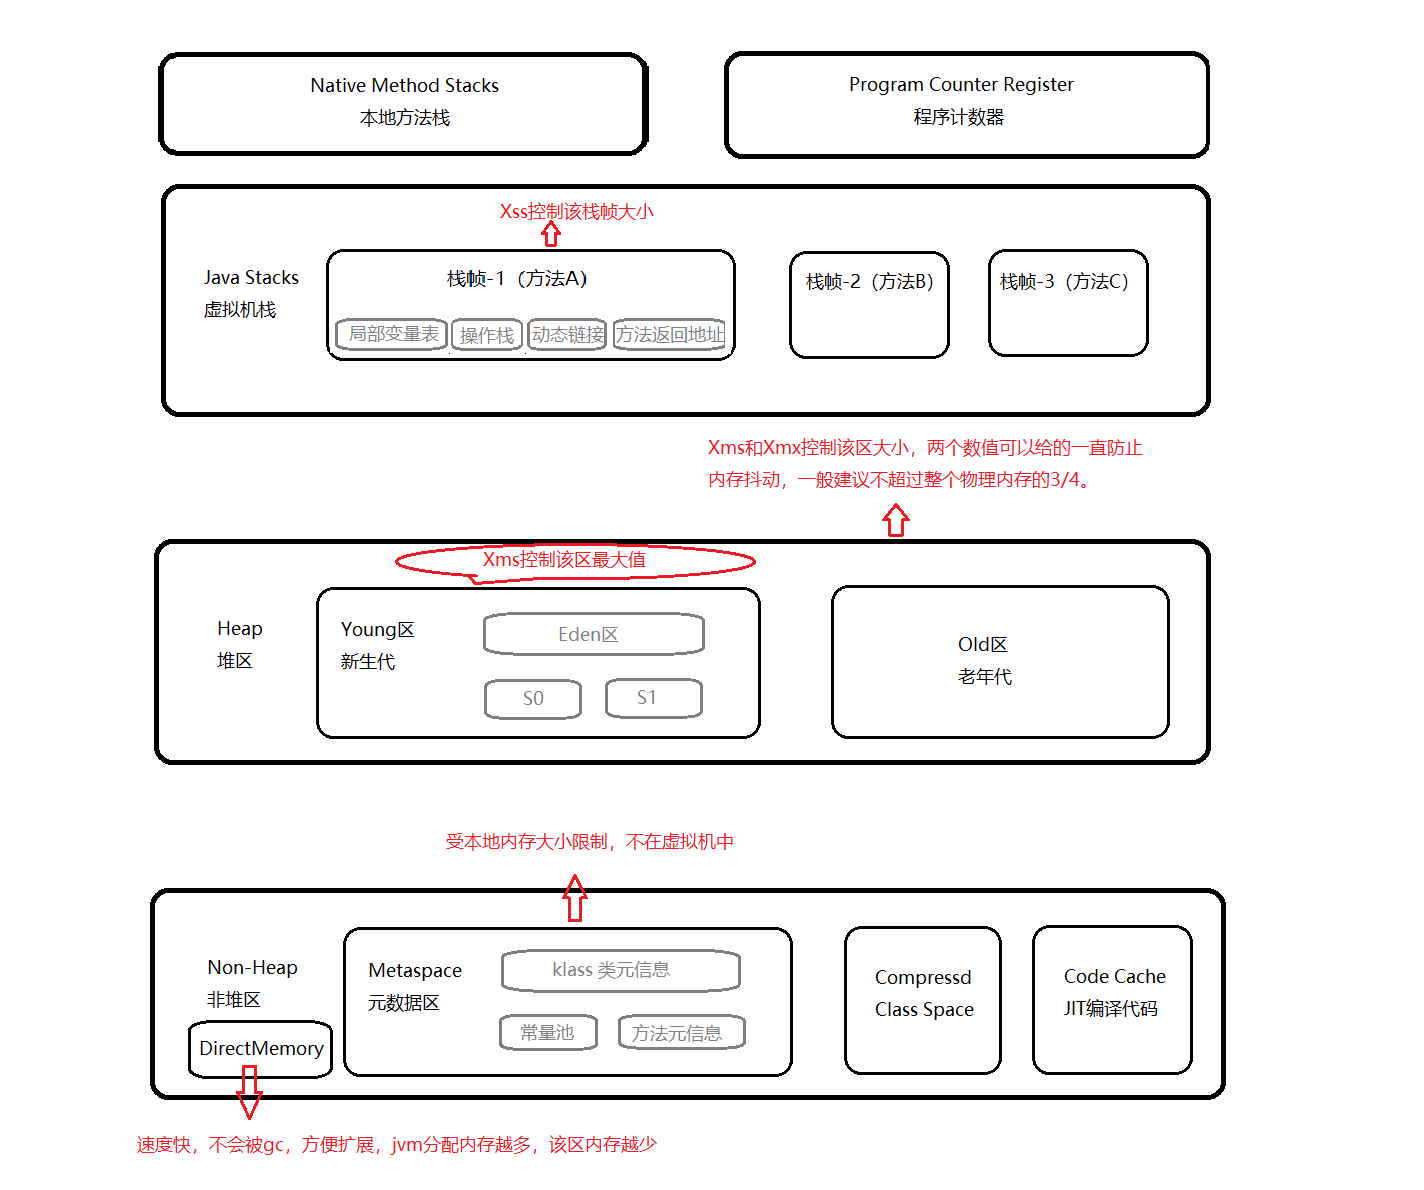 Native Method Stacks
本地方法栈
Program Counter Register
程序计数器
Xss控制该栈帧大小
Java Stacks
虚拟机栈
栈帧-1（方法A）
局部变量表
操作栈
动态链接
方法返回地址
栈帧-2（方法B）
栈帧-3（方法C）
Xms和Xmx控制该区大小，两个数值可以给的一直防止
内存抖动，一般建议不超过整个物理内存的3/4。
Xms控制该区最大值
Heap
堆区
Young区
新生代
Eden区
S0
S1
Old区
老年代
受本地内存大小限制，不在虚拟机中
Non-Heap
非堆区
DirectMemory
Metaspace
元数据区
klass 类元信息
常量池
方法元信息
Compressd
Class Space
Code Cache
JIT编译代码
速度快，不会被gc，方便扩展，jvm分配内存越多，该区内存越少